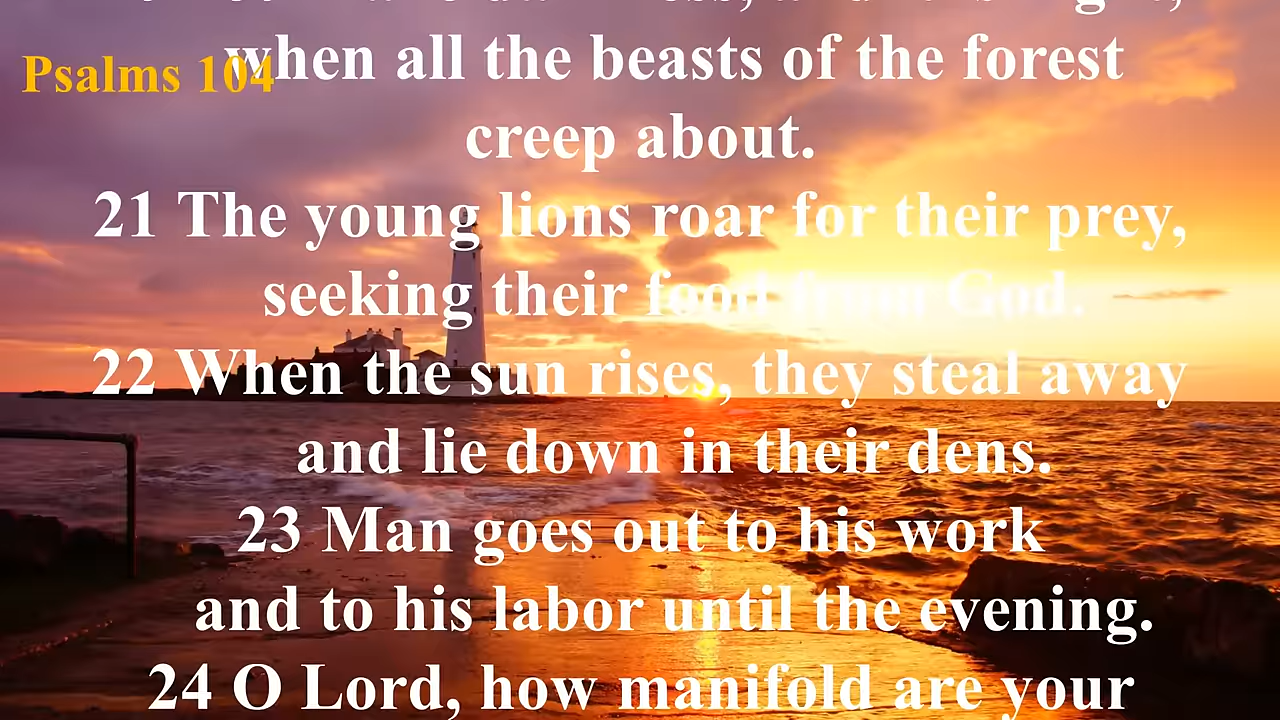 when all the beasts of the forest
Psalms 104
creep about.
21 The young lions roar for their prey,
seeking their food from God.
22 When the sun rises, they steal away
and lie down in their dens.
23 Man goes out to his work
and to his labor until the evening.
24 O Lord, how manifold are your